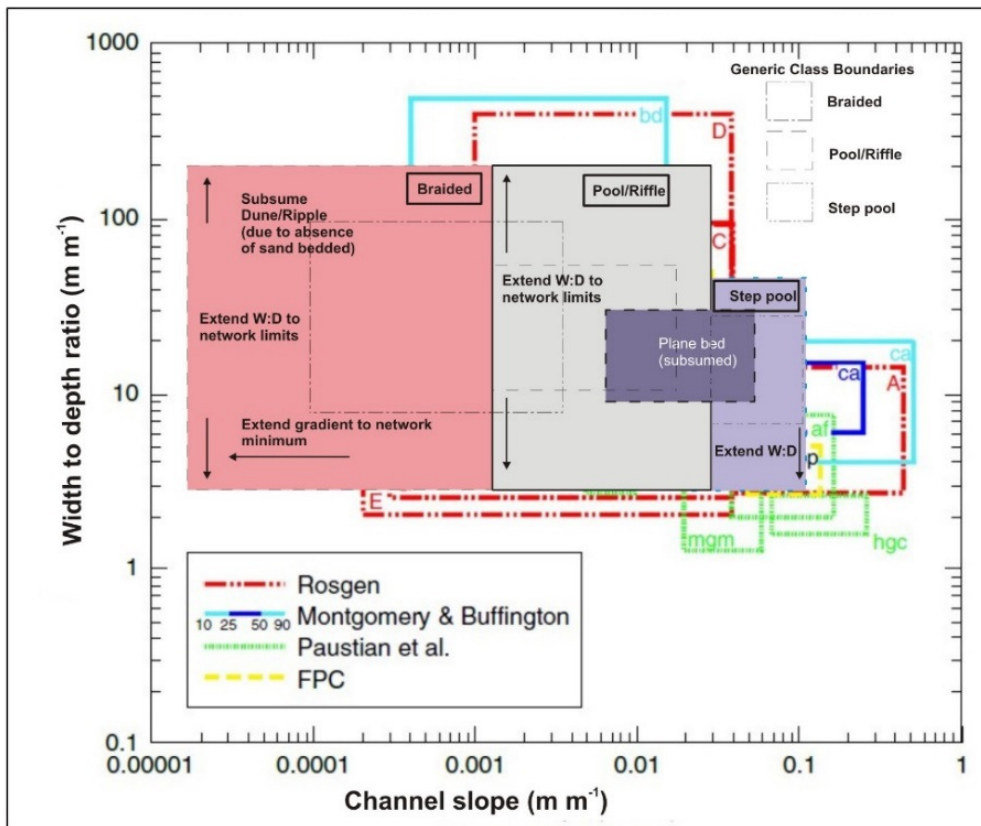 1000
100
10
1
0.1
Width to depth ratio (m m⁻¹)
Generic Class Boundaries
Braided
Pool/Riffle
Step pool
bd
D
Braided
Pool/Riffle
Subsume
Dune/Ripple
(due to absence
of sand bedded)
C
Extend W:D to
network limits
Step pool
Extend W:D to
network limits
Plane bed
(subsumed)
ca
ca
A
Extend gradient to network
minimum
af
Extend W:D
p
E
mgm
hgc
Rosgen
Montgomery & Buffington
10 25 50 90
Paustian et al.
FPC
0.00001
0.0001
0.001
0.01
0.1
1
Channel slope (m m⁻¹)